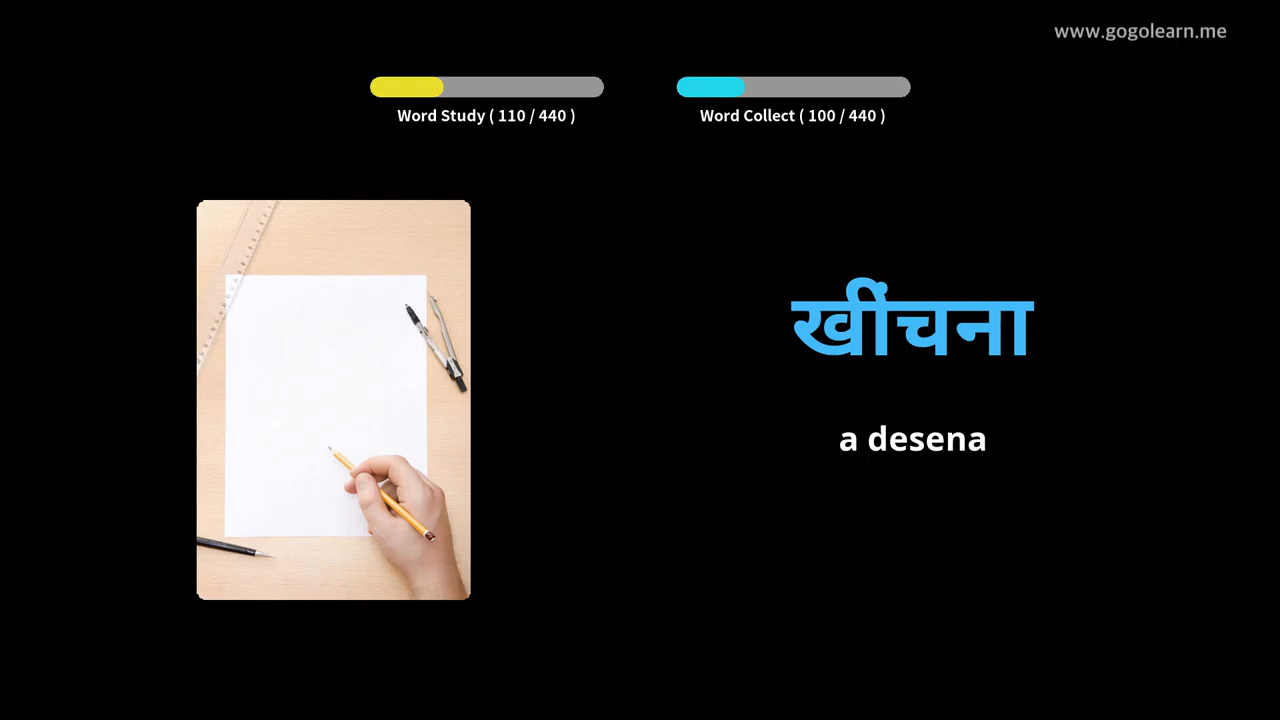 www.gogolearn.me
Word Study ( 110 / 440 )
Word Collect ( 100 / 440 )
खींचना
a desena